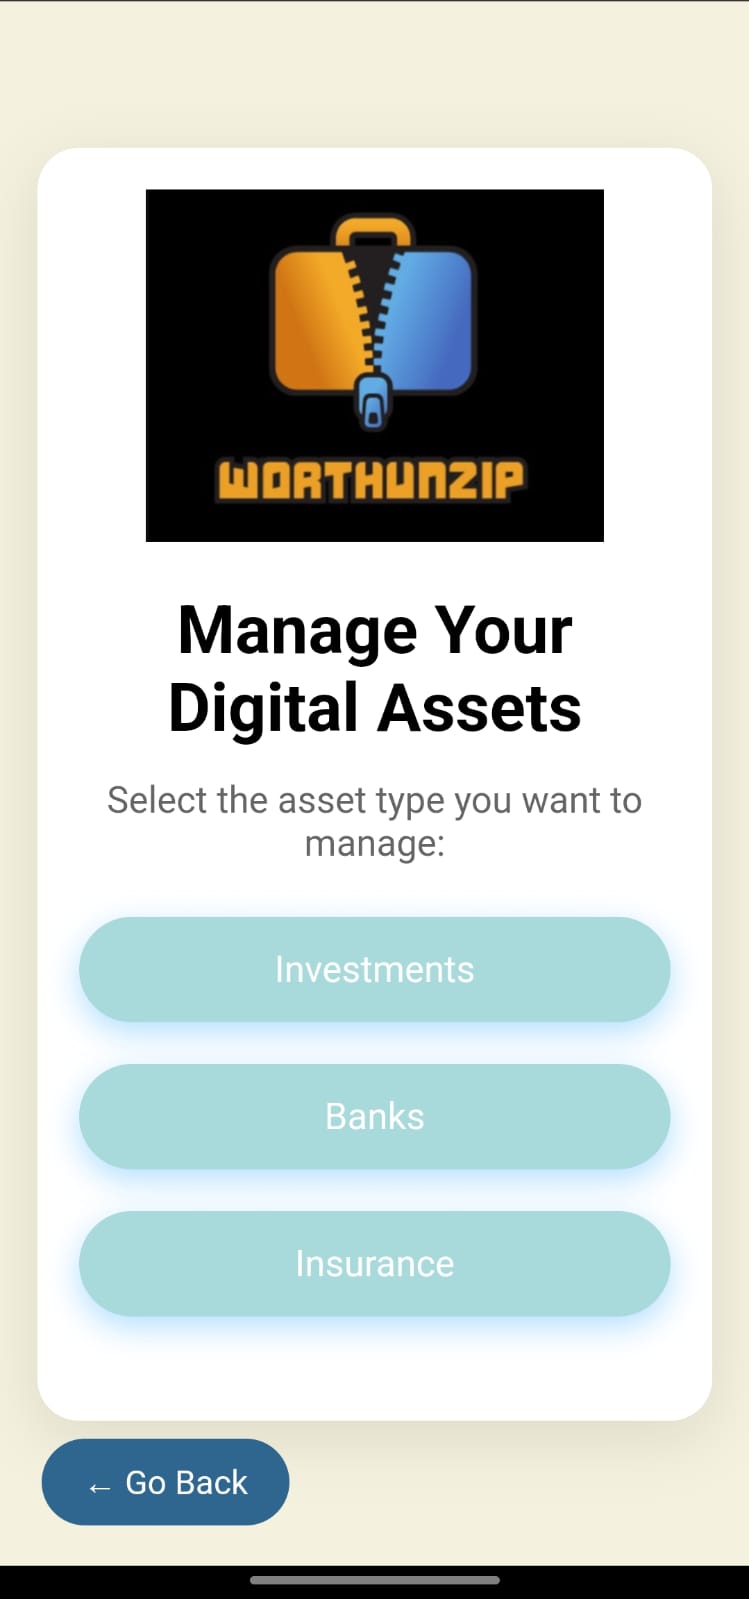 WORTHUNZIP
Manage Your
Digital Assets
Select the asset type you want to
manage:
Investments
Banks
Insurance
← Go Back